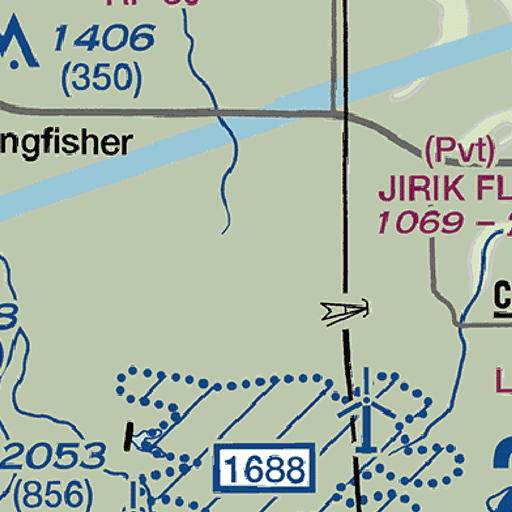 1406
(350)
ngfisher
(Pvt)
JIRIK FL
1069 –
C
L
2053
(856)
1688